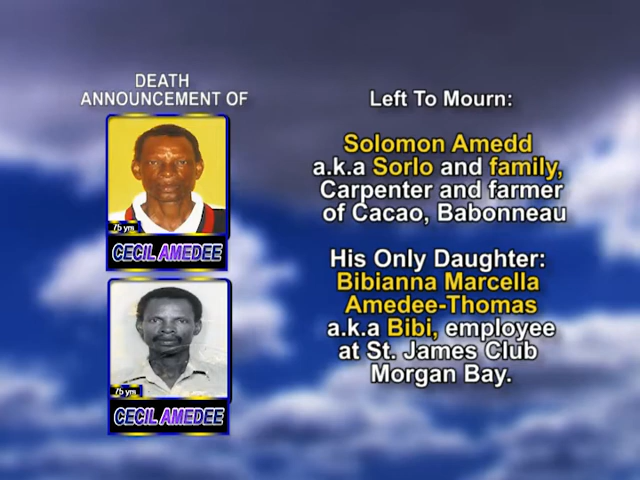 DEATH
ANNOUNCEMENT OF
CECIL AMEDEE
CECIL AMEDEE
Left To Mourn:
Solomon Amedd
a.k.a Sorlo and family,
Carpenter and farmer
of Cacao, Babonneau
His Only Daughter:
Bibianna Marcella
Amedee-Thomas
a.k.a Bibi, employee
at St. James Club
Morgan Bay.